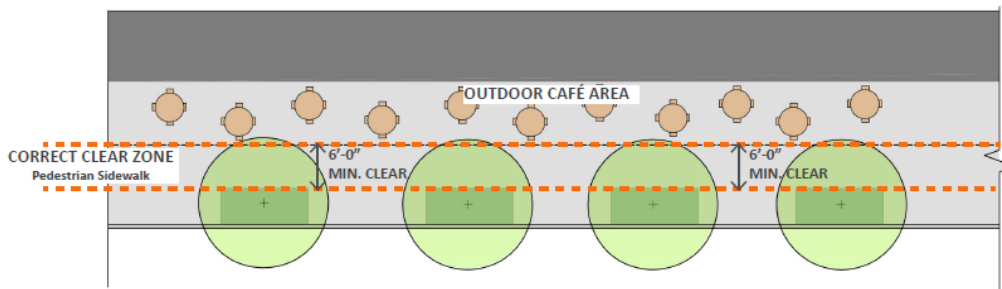 OUTDOOR CAFÉ AREA
CORRECT CLEAR ZONE
Pedestrian Sidewalk
6'-0"
MIN. CLEAR
6'-0"
MIN. CLEAR